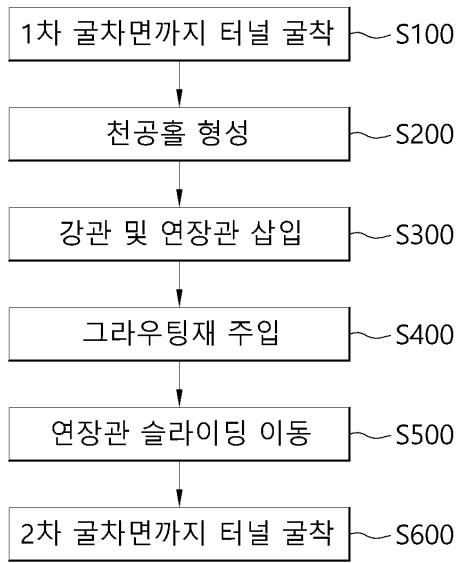 1차 굴차면까지 터널 굴착 S100
천공홀 형성 S200
강관 및 연장관 삽입 S300
그라우팅재 주입 S400
연장관 슬라이딩 이동 S500
2차 굴차면까지 터널 굴착 S600